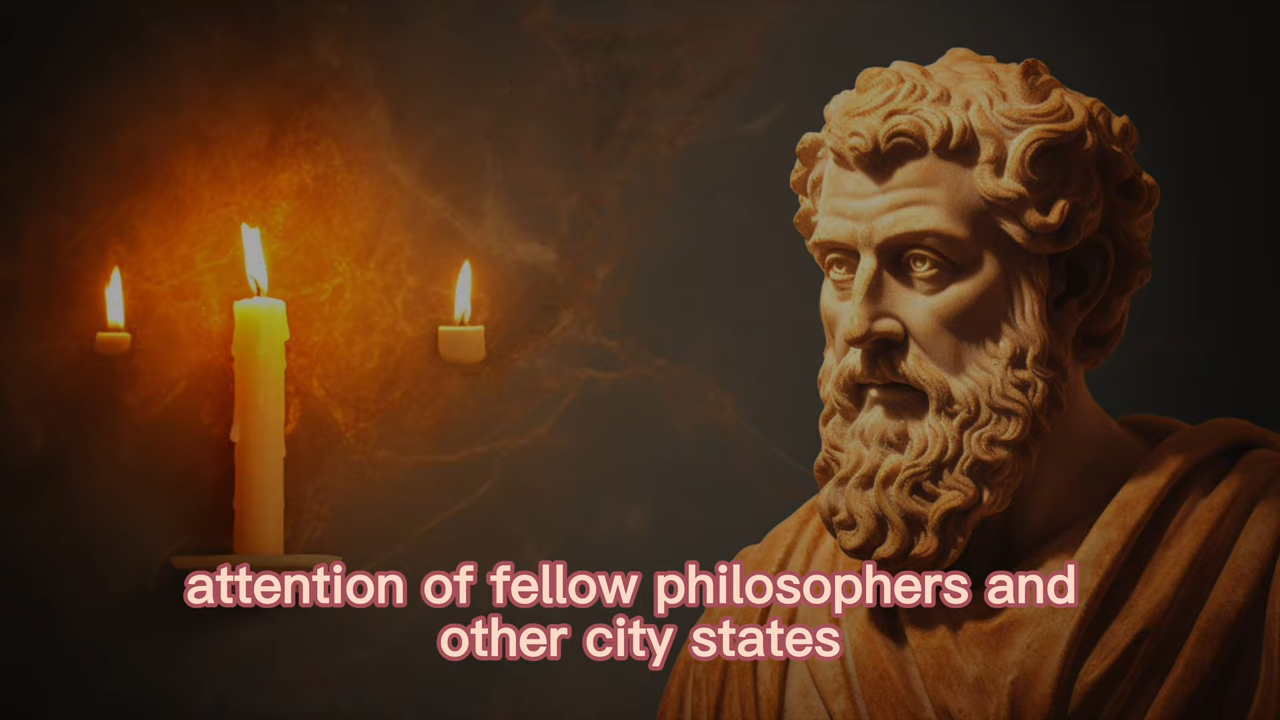 attention of fellow philosophers and
other city states